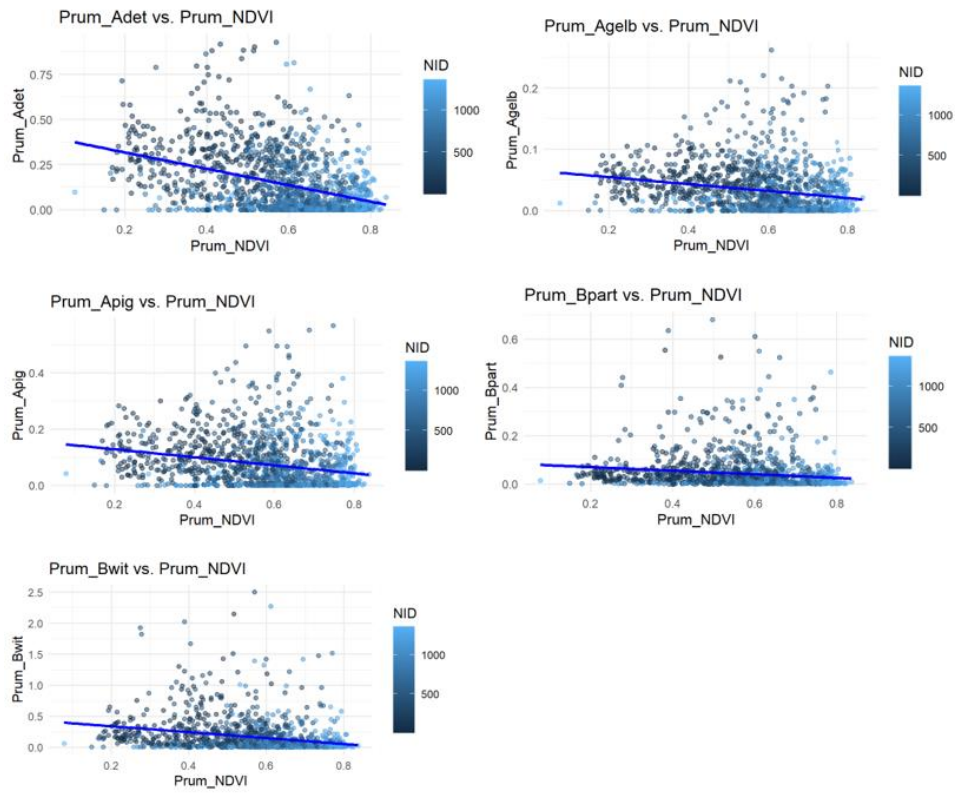 Prum_Adet vs. Prum_NDVI
NID
1000
500
Prum_Adet
0.75
0.50
0.25
0.00
0.2 0.4 0.6 0.8
Prum_NDVI
Prum_Agelb vs. Prum_NDVI
NID
1000
500
Prum_Agelb
0.2
0.1
0.0
0.2 0.4 0.6 0.8
Prum_NDVI
Prum_Apig vs. Prum_NDVI
NID
1000
500
Prum_Apig
0.4
0.2
0.0
0.2 0.4 0.6 0.8
Prum_NDVI
Prum_Bpart vs. Prum_NDVI
NID
1000
500
Prum_Bpart
0.6
0.4
0.2
0.0
0.2 0.4 0.6 0.8
Prum_NDVI
Prum_Bwit vs. Prum_NDVI
NID
1000
500
Prum_Bwit
2.5
2.0
1.5
1.0
0.5
0.0
0.2 0.4 0.6 0.8
Prum_NDVI